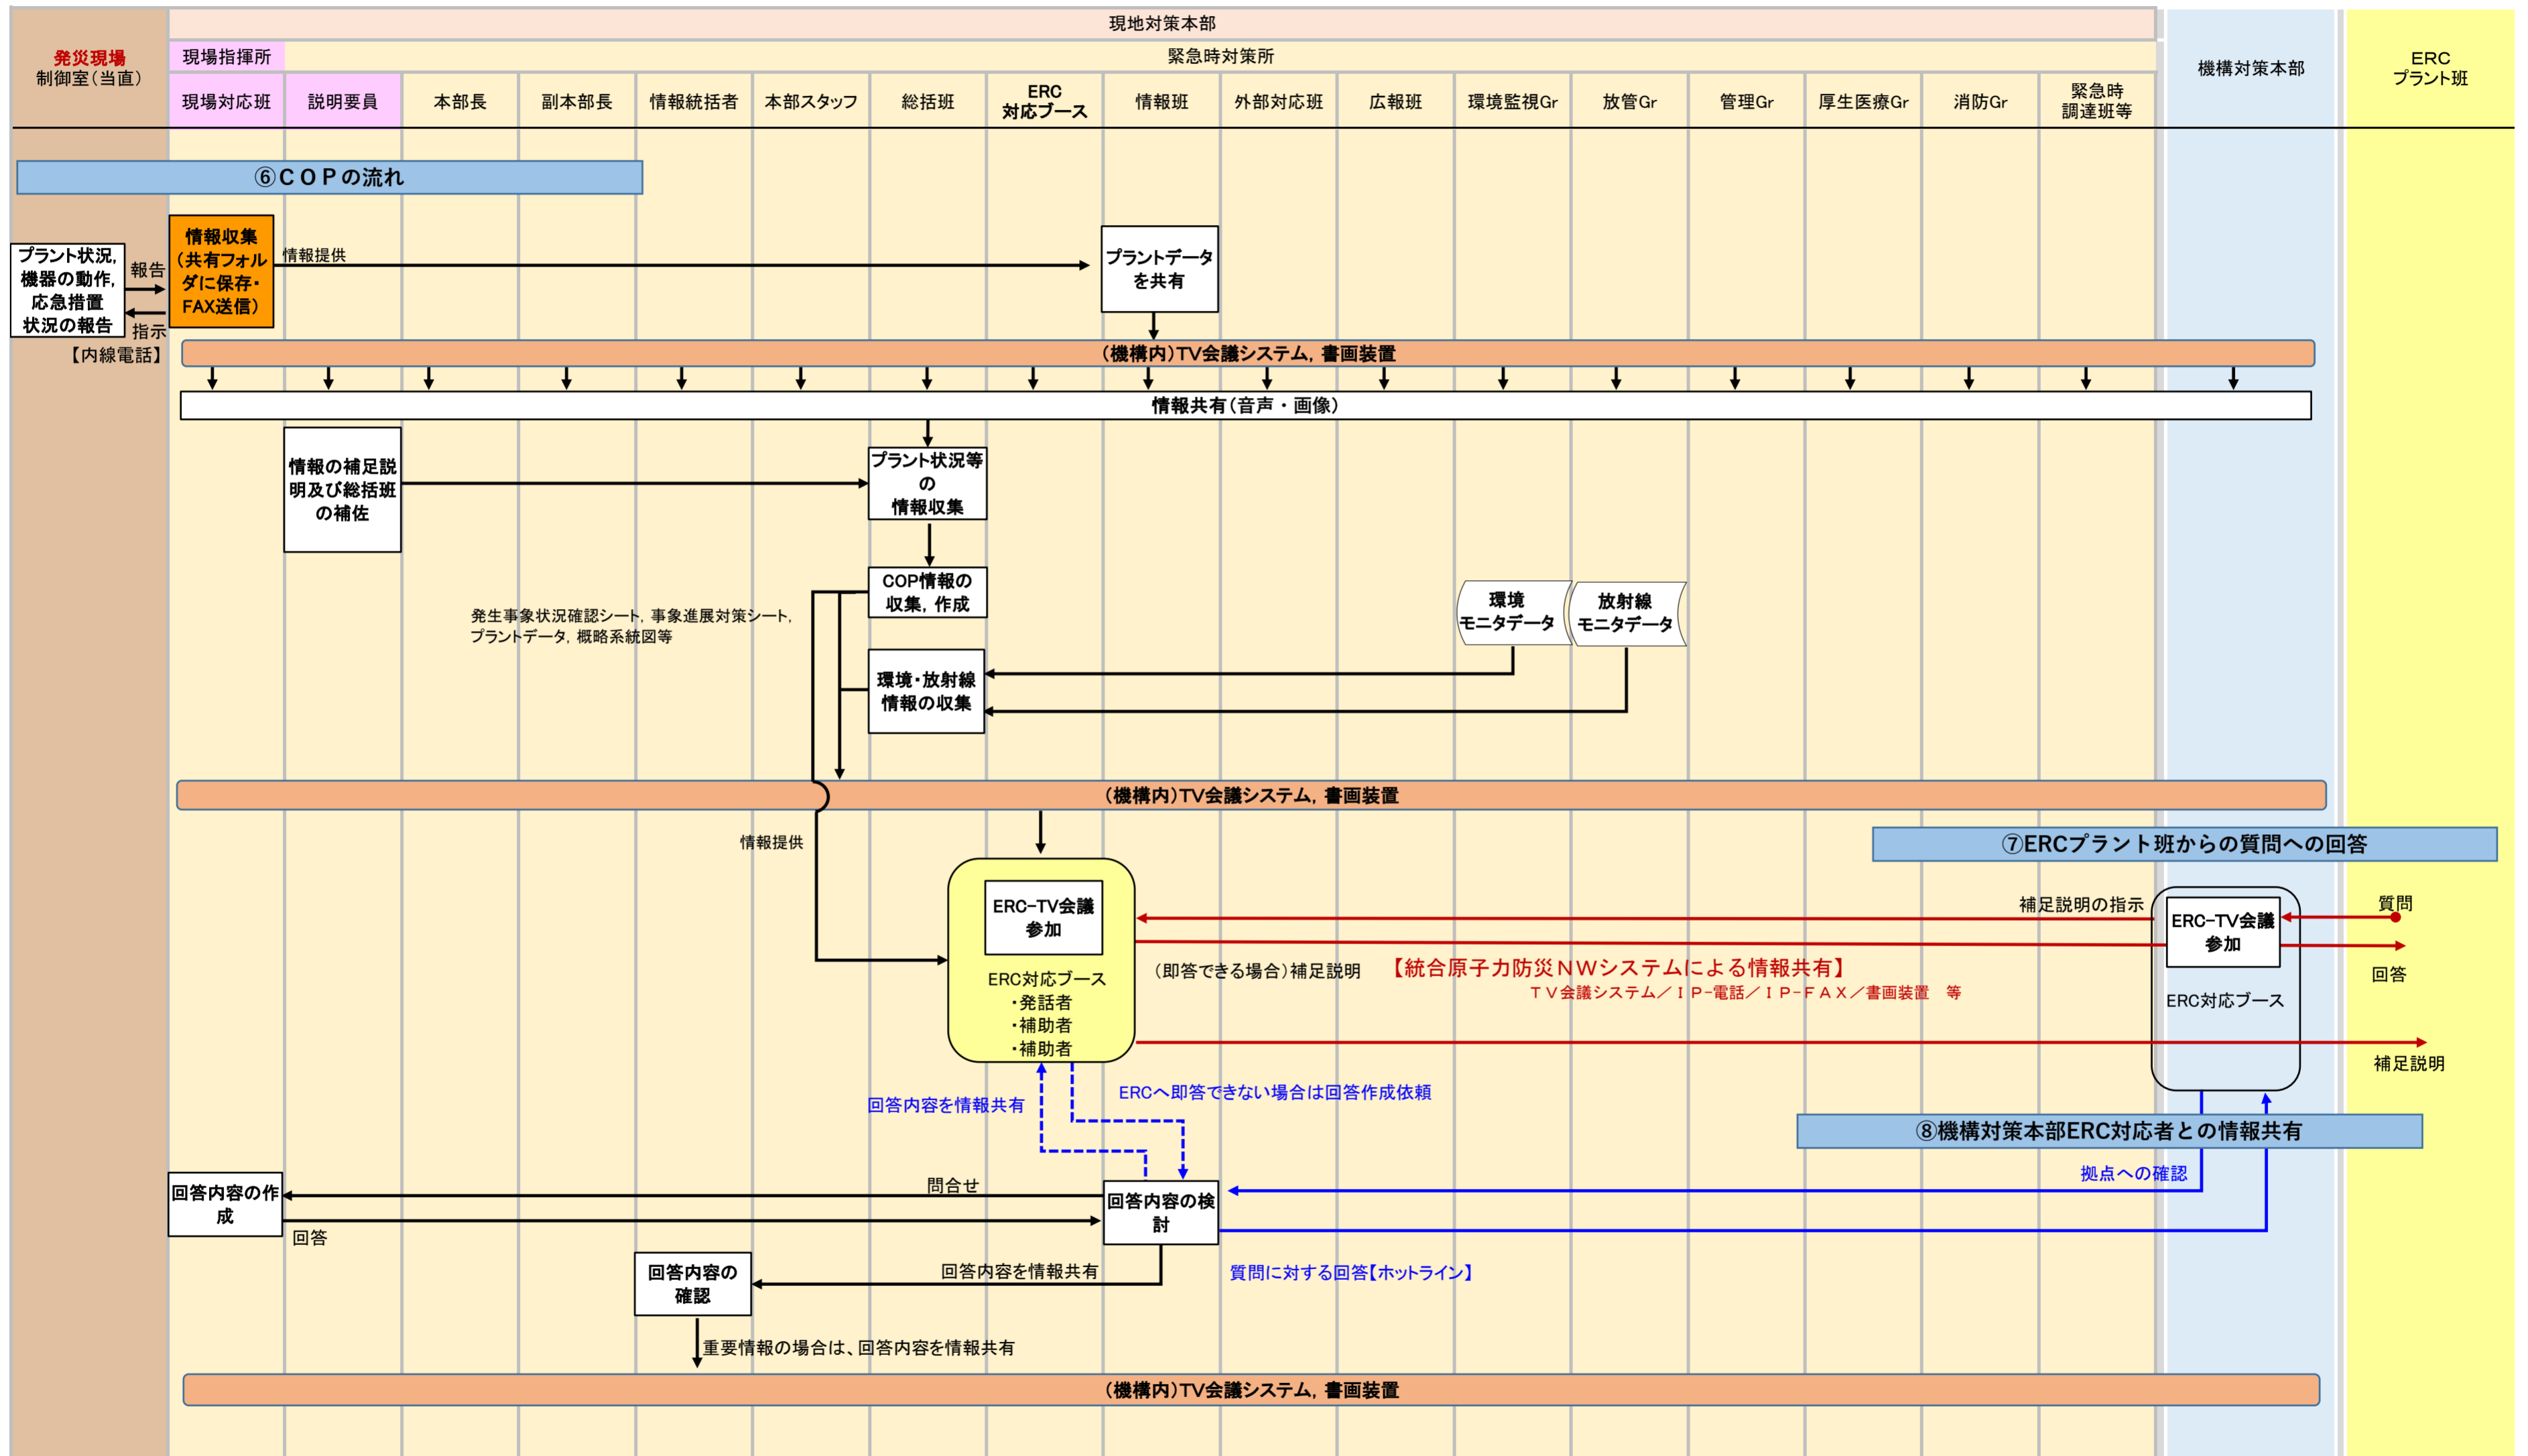 現地対策本部
発災現場
制御室（当直）
現場指揮所
緊急時対策所
機構対策本部
ERC
プラント班
現場対応班
説明要員
本部長
副本部長
情報統括者
本部スタッフ
総括班
ERC
対応ブース
情報班
外部対応班
広報班
環境監視Gr
放管Gr
管理Gr
厚生医療Gr
消防Gr
緊急時
調達班等
⑥ＣＯＰの流れ
プラント状況，
機器の動作，
応急措置
状況の報告
報告
指示
【内線電話】
情報収集
（共有フォル
ダに保存・
FAX送信）
情報提供
プラントデータ
を共有
（機構内）TV会議システム，書画装置
情報共有（音声・画像）
情報の補足説
明及び総括班
の補佐
プラント状況等
の
情報収集
COP情報の
収集，作成
発生事象状況確認シート，事象進展対策シート，
プラントデータ，概略系統図等
環境
モニタデータ
放射線
モニタデータ
環境・放射線
情報の収集
（機構内）TV会議システム，書画装置
情報提供
⑦ERCプラント班からの質問への回答
ERC-TV会議
参加
ERC対応ブース
・発話者
・補助者
・補助者
補足説明の指示
（即答できる場合）補足説明
【統合原子力防災ＮＷシステムによる情報共有】
ＴＶ会議システム／ＩＰ-電話／ＩＰ-ＦＡＸ／書画装置　等
ERC-TV会議
参加
ERC対応ブース
質問
回答
補足説明
回答内容を情報共有
ERCへ即答できない場合は回答作成依頼
⑧機構対策本部ERC対応者との情報共有
拠点への確認
回答内容の作
成
問合せ
回答
回答内容の検
討
回答内容の
確認
回答内容を情報共有
質問に対する回答【ホットライン】
重要情報の場合は、回答内容を情報共有
（機構内）TV会議システム，書画装置